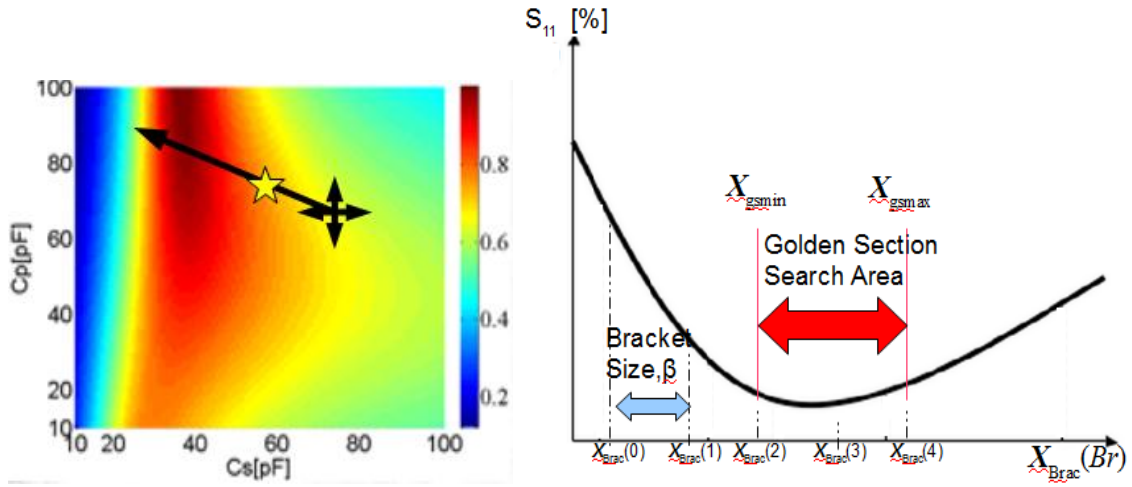 100
80
60
40
20
10
Cp[pF]
10 20 40 60 80 100
Cs[pF]
0.8
0.6
0.4
0.2
S11 [%]
Xgsmin
Xgsmax
Golden Section
Search Area
Bracket
Size,β
XBrac(0) XBrac(1) XBrac(2) XBrac(3) XBrac(4)
XBrac(Br)